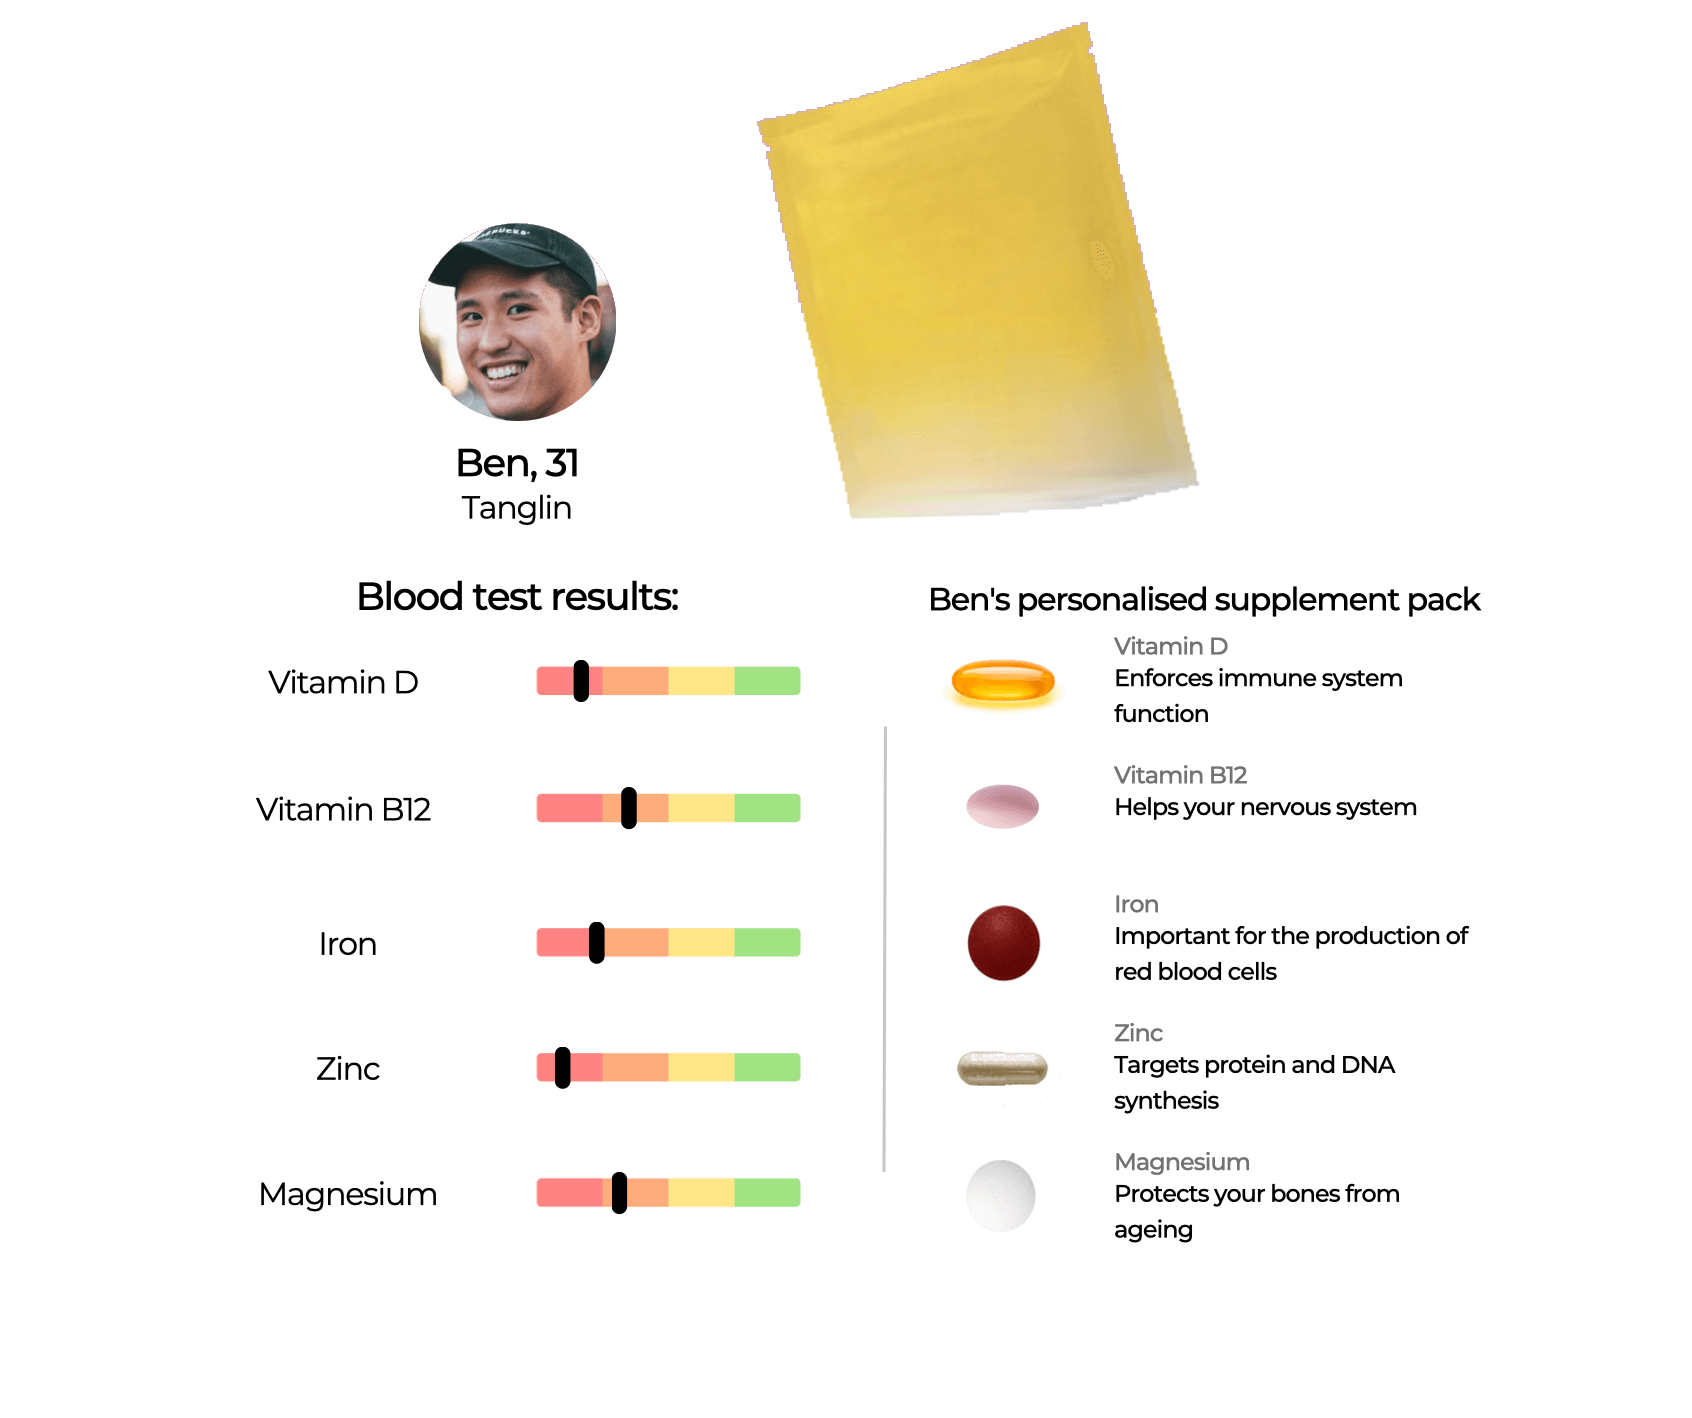 Ben, 31
Tanglin
Blood test results:
Vitamin D
Vitamin B12
Iron
Zinc
Magnesium
Ben's personalised supplement pack
Vitamin D
Enforces immune system
function
Vitamin B12
Helps your nervous system
Iron
Important for the production of
red blood cells
Zinc
Targets protein and DNA
synthesis
Magnesium
Protects your bones from
ageing